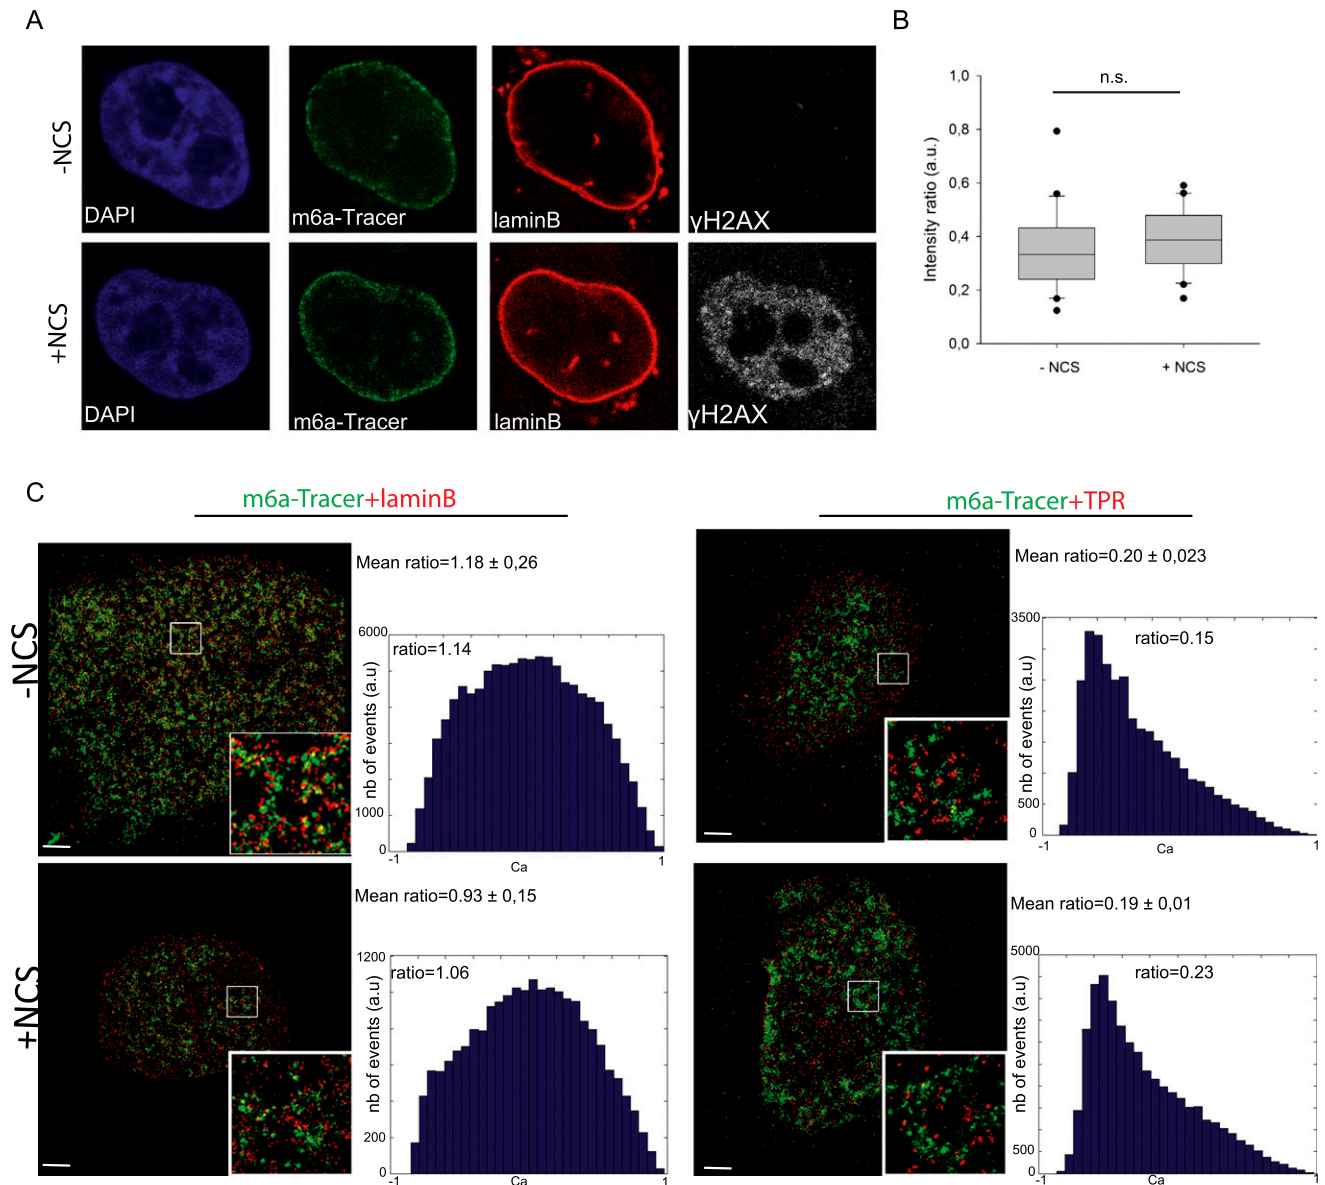 A
-NCS
DAPI
m6a-Tracer
laminB
γH2AX
+NCS
DAPI
m6a-Tracer
laminB
γH2AX
B
n.s.
Intensity ratio (a.u.)
1,0
0,8
0,6
0,4
0,2
0,0
- NCS
+ NCS
C
m6a-Tracer+laminB
m6a-Tracer+TPR
-NCS
Mean ratio=1.18 ± 0,26
ratio=1.14
nb of events (a.u)
6000
1000
0
-1
Ca
1
Mean ratio=0.20 ± 0,023
ratio=0.15
nb of events (a.u)
3500
500
0
-1
Ca
1
+NCS
Mean ratio=0.93 ± 0,15
ratio=1.06
nb of events (a.u)
1200
200
0
-1
Ca
1
Mean ratio=0.19 ± 0,01
ratio=0.23
nb of events (a.u)
5000
500
0
-1
Ca
1